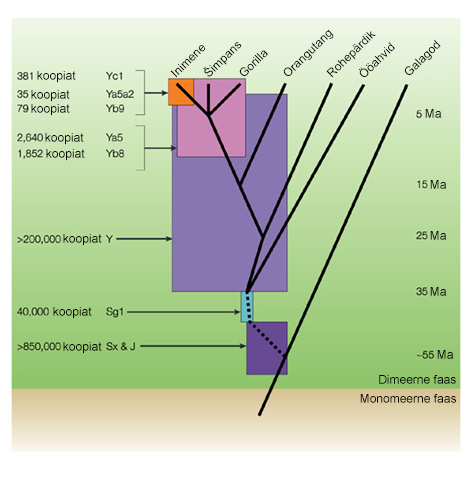 Inimene
Šimpans
Gorilla
Orangutang
Rohepärdik
Ööahvid
Galagod
381 koopiat Yc1
35 koopiat Ya5a2
79 koopiat Yb9
2,640 koopiat Ya5
1,852 koopiat Yb8
>200,000 koopiat Y
40,000 koopiat Sg1
>850,000 koopiat Sx & J
5 Ma
15 Ma
25 Ma
35 Ma
~55 Ma
Dimeerne faas
Monomeerne faas